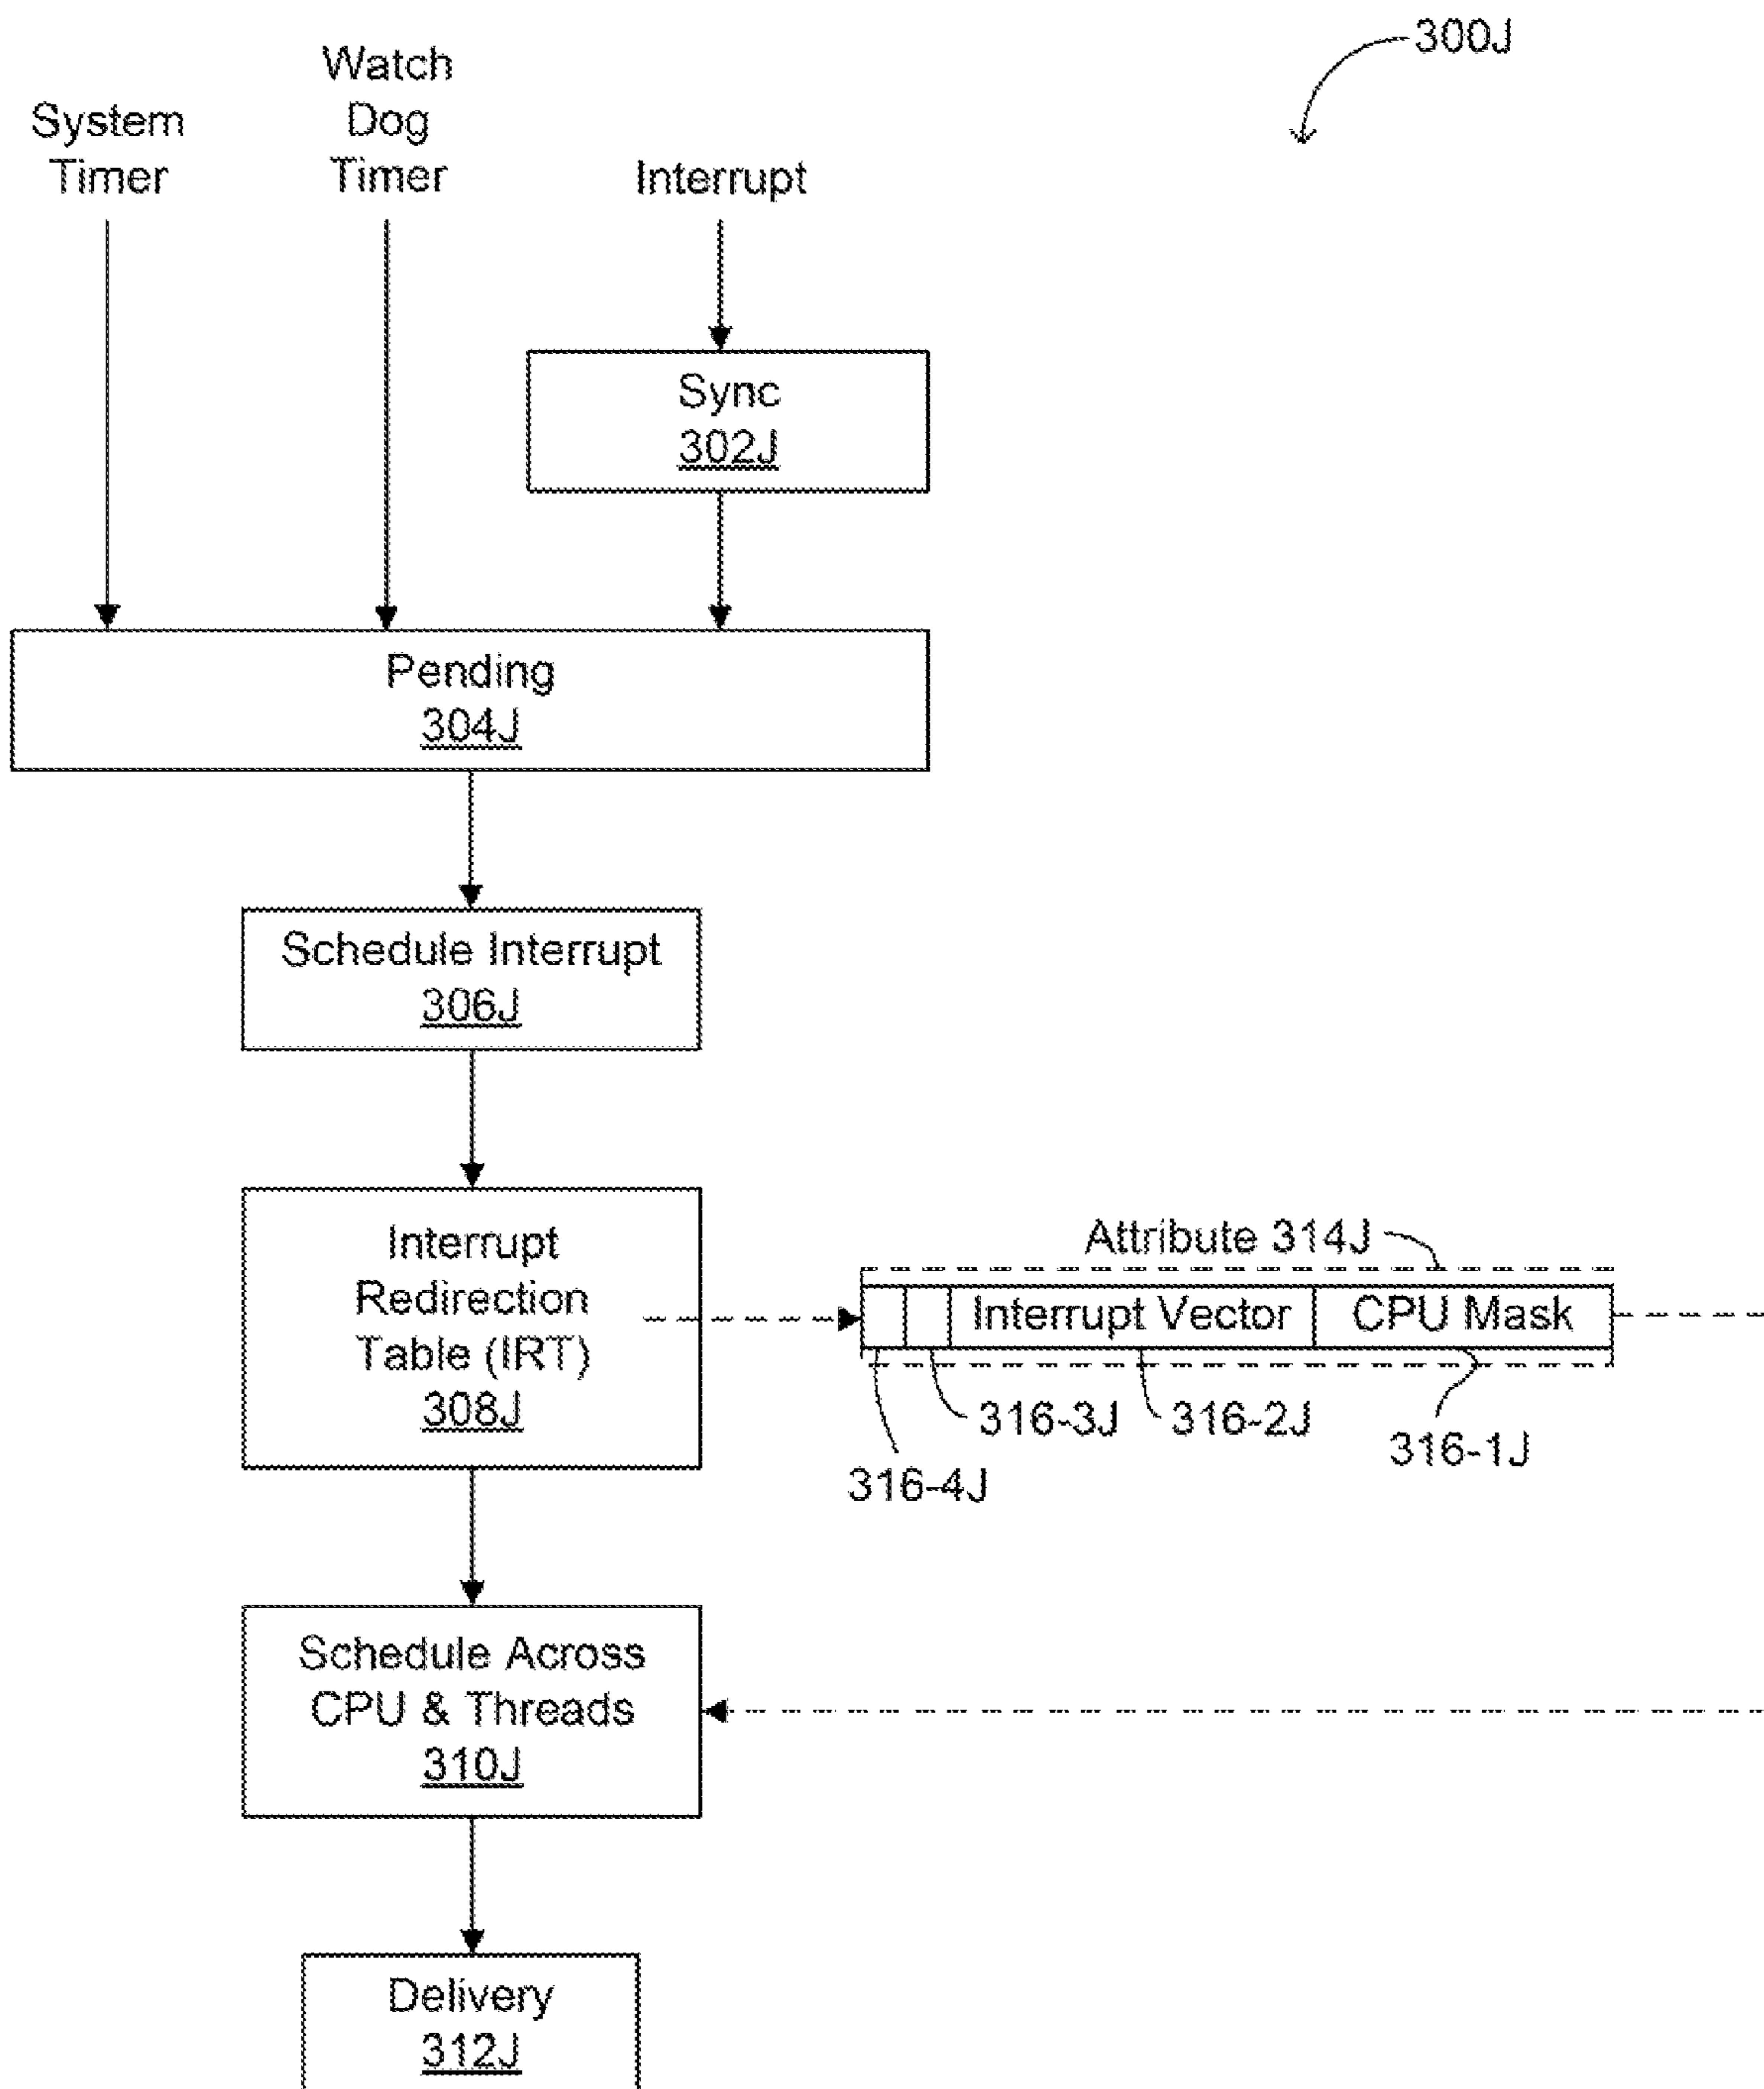 300J
System
Timer
Watch
Dog
Timer
Interrupt
Sync
302J
Pending
304J
Schedule Interrupt
306J
Interrupt
Redirection
Table (IRT)
308J
Attribute 314J
Interrupt Vector
CPU Mask
316-4J
316-3J
316-2J
316-1J
Schedule Across
CPU & Threads
310J
Delivery
312J